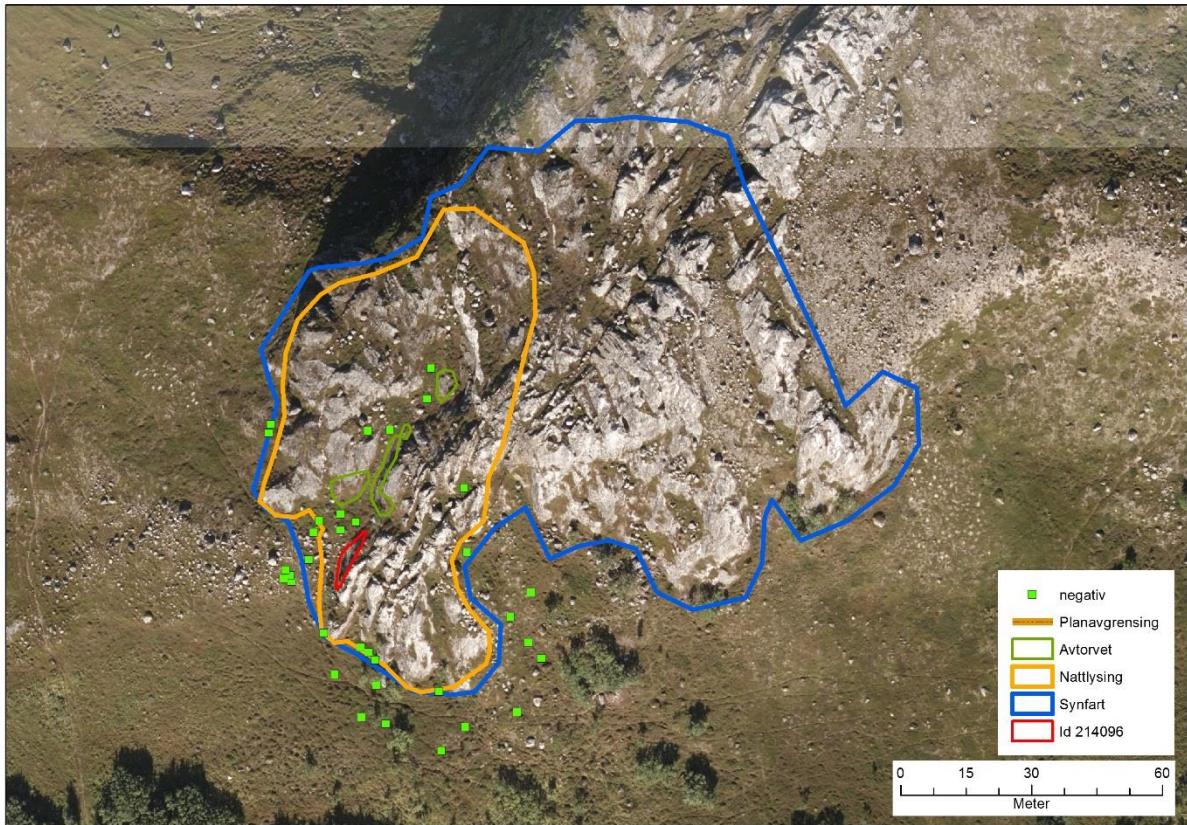 negativ
Planavgrensing
Avtorvet
Nattlysing
Synfart
Id 214096
0 15 30 60
Meter